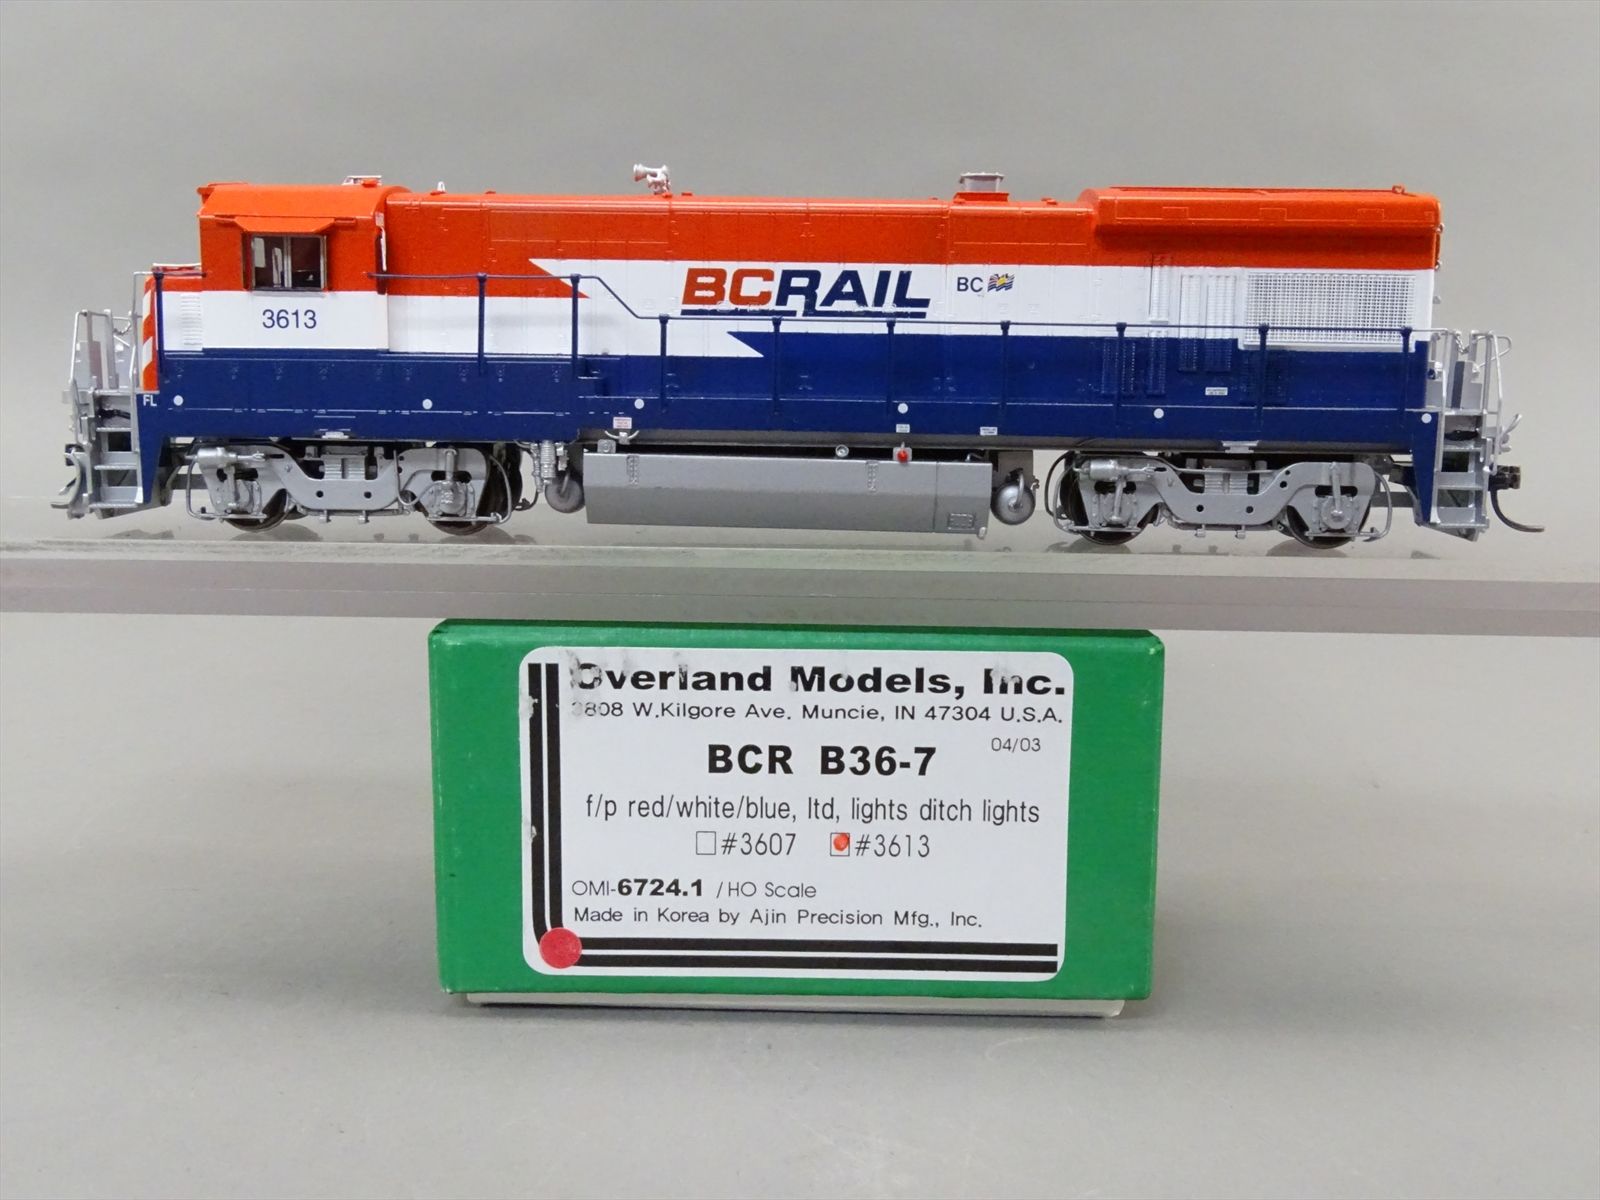 BCRAIL
BC
3613
FL
Overland Models, Inc.
3808 W.Kilgore Ave. Muncie, IN 47304 U.S.A.
04/03
BCR B36-7
f/p red/white/blue, ltd, lights ditch lights
#3607 #3613
OMI-6724.1 / HO Scale
Made in Korea by Ajin Precision Mfg., Inc.